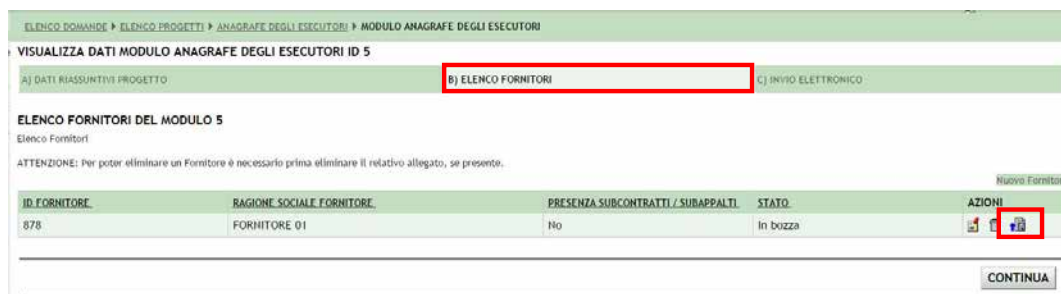 ELENCO DOMANDE ELENCO PROGETTI ANAGRAFE DEGLI ESECUTORI MODULO ANAGRAFE DEGLI ESECUTORI
VISUALIZZA DATI MODULO ANAGRAFE DEGLI ESECUTORI ID 5
A) DATI RIASSUNTIVI PROGETTO B) ELENCO FORNITORI C) INVIO ELETTRONICO
ELENCO FORNITORI DEL MODULO 5
Elenco Fornitori
ATTENZIONE: Per poter eliminare un Fornitore è necessario prima eliminare il relativo allegato, se presente.
Nuovo Fornitor
ID FORNITORE RAGIONE SOCIALE FORNITORE PRESENZA SUBCONTRATTI / SUBAPPALTI STATO AZIONI
878 FORNITORE 01 No In bozza
CONTINUA